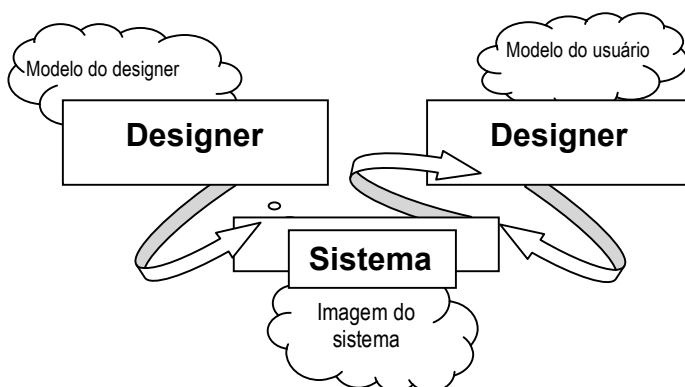 Modelo do designer
Modelo do usuário
Designer
Designer
Sistema
Imagem do
sistema